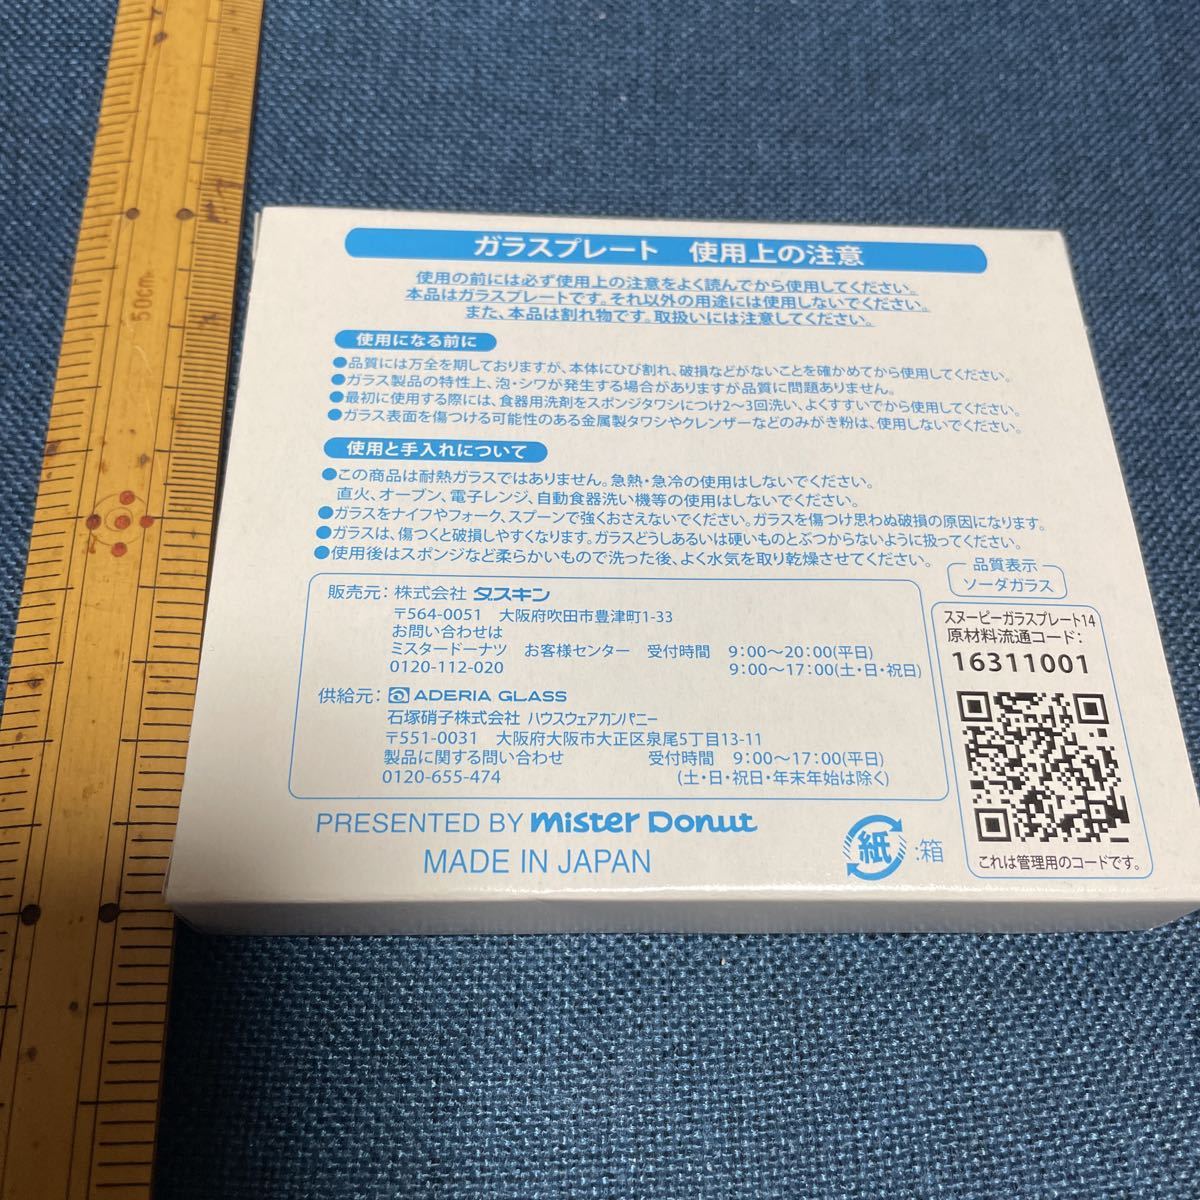 50cm
ガラスプレート　使用上の注意
使用の前には必ず使用上の注意をよく読んでから使用してください。
本品はガラスプレートです。それ以外の用途には使用しないでください。
また、本品は割れ物です。取扱いには注意してください。
使用になる前に
●品質には万全を期しておりますが、本体にひび割れ、破損などがないことを確かめてから使用してください。
●ガラス製品の特性上、泡・シワが発生する場合がありますが品質に問題ありません。
●最初に使用する際には、食器用洗剤をスポンジタワシにつけ2〜3回洗い、よくすすいでから使用してください。
●ガラス表面を傷つける可能性のある金属製タワシやクレンザーなどのみがき粉は、使用しないでください。
使用と手入れについて
●この商品は耐熱ガラスではありません。急熱・急冷の使用はしないでください。
直火、オーブン、電子レンジ、自動食器洗い機等の使用はしないでください。
●ガラスをナイフやフォーク、スプーンで強くおさえないでください。ガラスを傷つけ思わぬ破損の原因になります。
●ガラスは、傷つくと破損しやすくなります。ガラスどうしあるいは硬いものとぶつからないように扱ってください。
●使用後はスポンジなど柔らかいもので洗った後、よく水気を取り乾燥させてください。
品質表示
ソーダガラス
販売元：株式会社 ダスキン
〒564-0051　大阪府吹田市豊津町1-33
お問い合わせは
ミスタードーナツ　お客様センター　受付時間　9：00〜20：00(平日)
0120-112-020　9：00〜17：00(土・日・祝日)
供給元： ADERIA GLASS
石塚硝子株式会社 ハウスウェアカンパニー
〒551-0031　大阪府大阪市大正区泉尾5丁目13-11
製品に関する問い合わせ　受付時間　9：00〜17：00(平日)
0120-655-474　(土・日・祝日・年末年始は除く)
スヌーピーガラスプレート14
原材料流通コード：
16311001
これは管理用のコードです。
PRESENTED BY mister Donut
MADE IN JAPAN
紙：箱